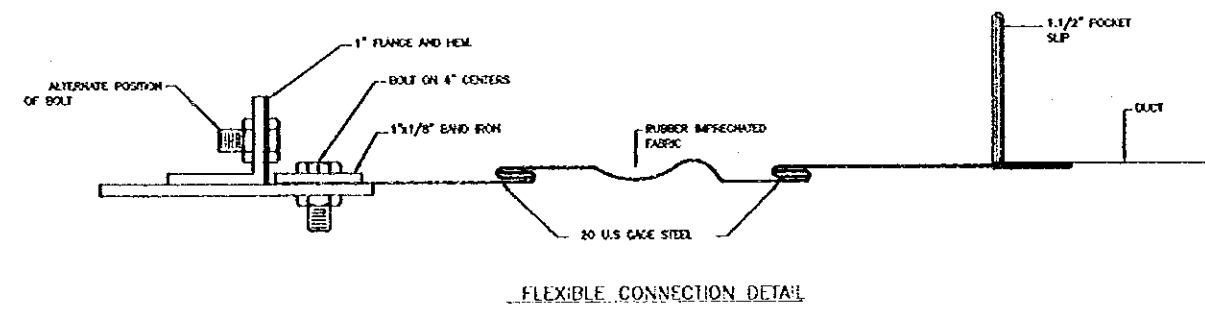 1" FLANGE AND HEM.
1.1/2" POCKET
SLIP
ALTERNATE POSITION
OF BOLT
BOLT ON 4" CENTERS
DUCT
1"x1/8" BAND IRON
RUBBER IMPREGNATED
FABRIC
20 U.S GAGE STEEL
FLEXIBLE CONNECTION DETAIL